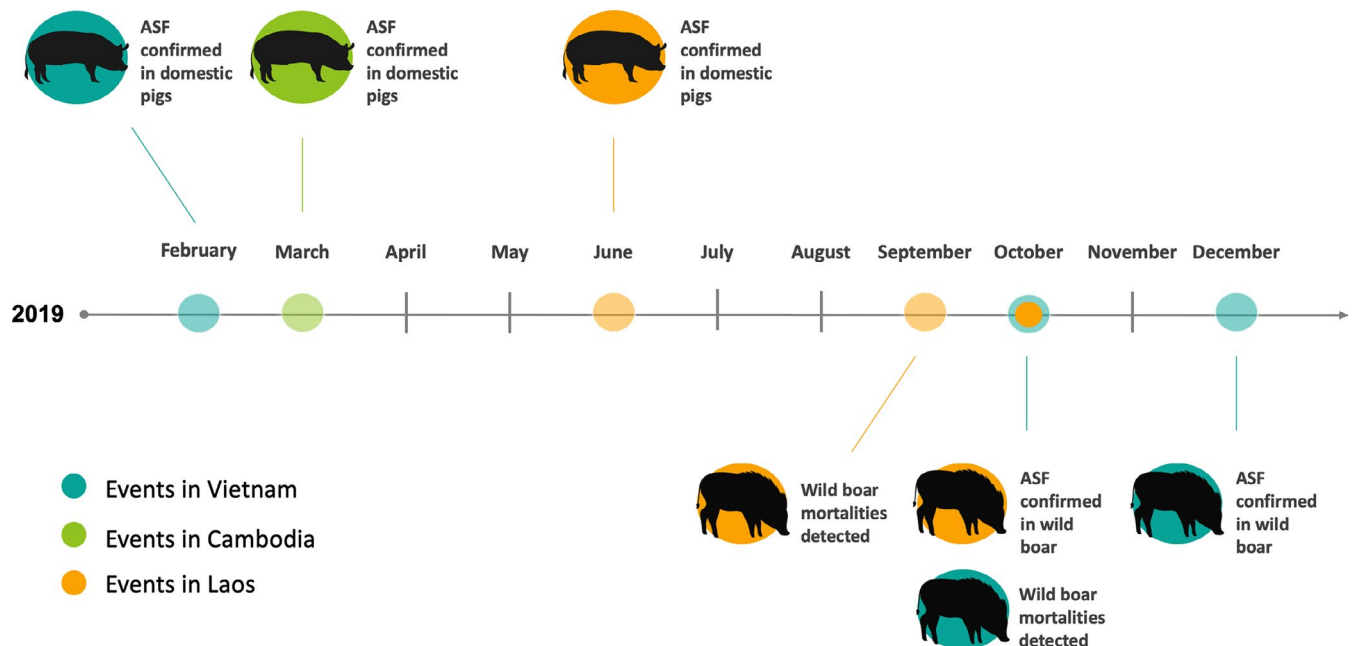 ASF
confirmed
in domestic
pigs
ASF
confirmed
in domestic
pigs
ASF
confirmed
in domestic
pigs
February March April May June July August September October November December
2019
Events in Vietnam
Events in Cambodia
Events in Laos
Wild boar
mortalities
detected
ASF
confirmed
in wild
boar
Wild boar
mortalities
detected
ASF
confirmed
in wild
boar